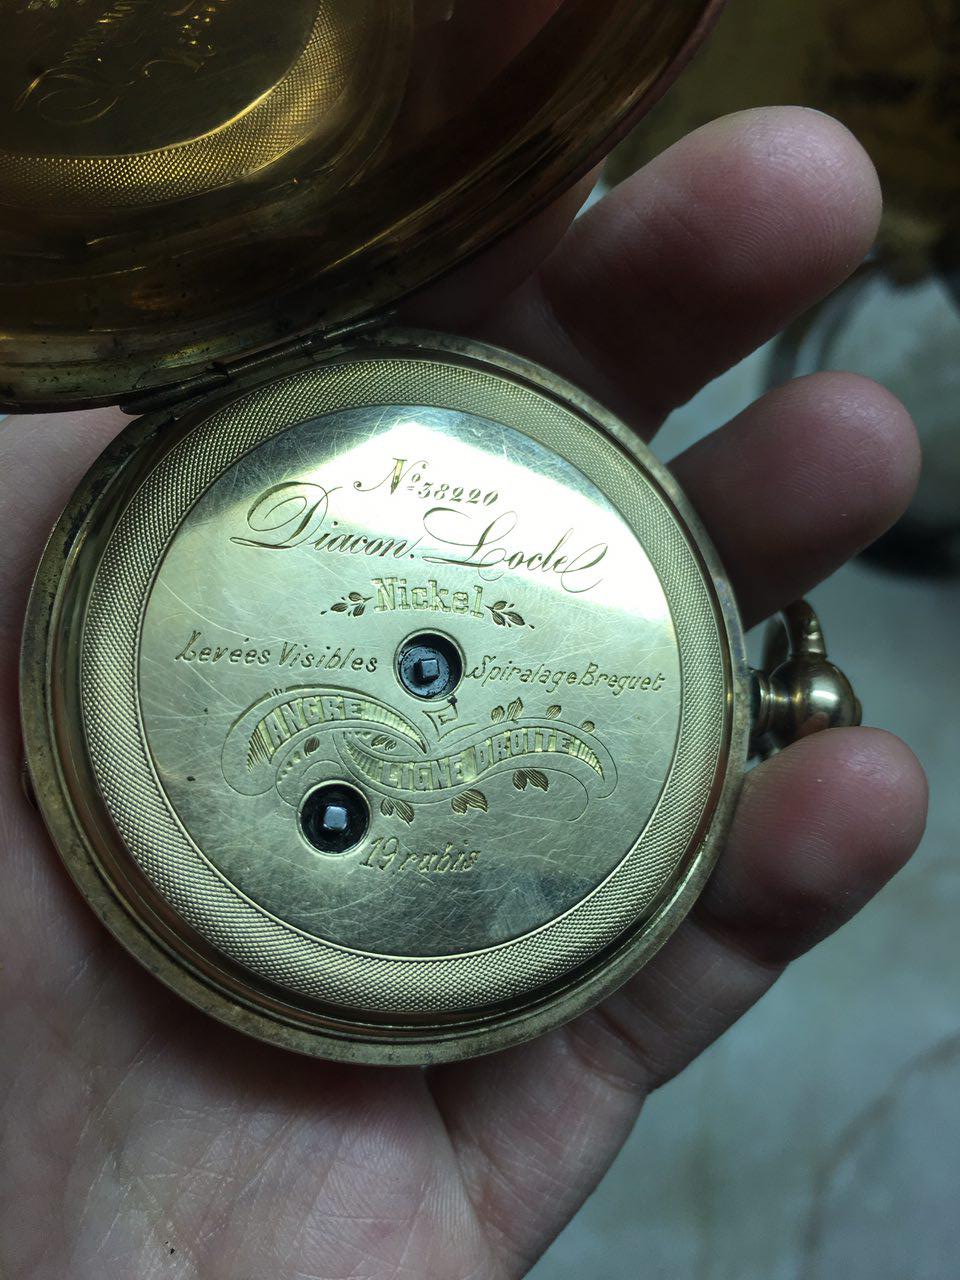 Nº 38220
Diacon. Locle
Nickel
Levées Visibles Spiralage Breguet
ANCRE
LIGNE DROITE
19 rubis